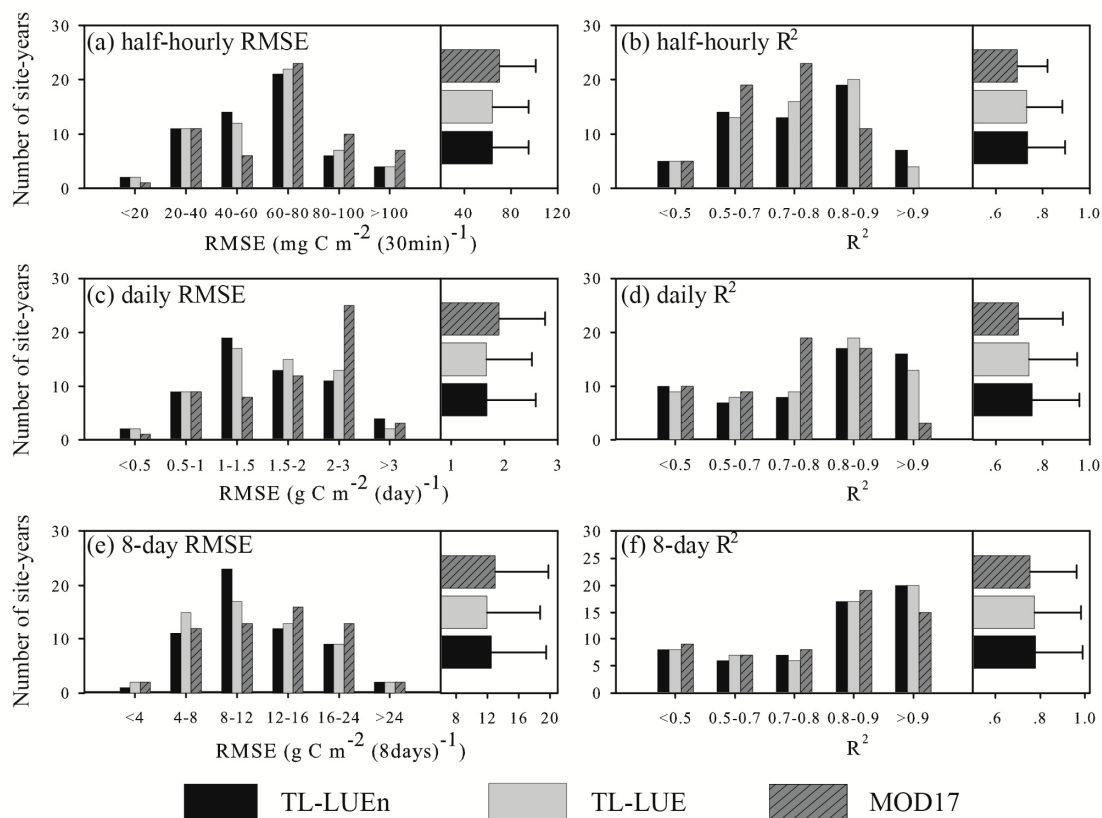 (a) half-hourly RMSE
Number of site-years
30
20
10
0
<20 20-40 40-60 60-80 80-100 >100
40 80 120
RMSE (mg C m-2 (30min)-1)
(b) half-hourly R2
30
20
10
0
<0.5 0.5-0.7 0.7-0.8 0.8-0.9 >0.9
.6 .8 1.0
R2
(c) daily RMSE
Number of site-years
30
20
10
0
<0.5 0.5-1 1-1.5 1.5-2 2-3 >3
1 2 3
RMSE (g C m-2 (day)-1)
(d) daily R2
30
20
10
0
<0.5 0.5-0.7 0.7-0.8 0.8-0.9 >0.9
.6 .8 1.0
R2
(e) 8-day RMSE
Number of site-years
30
20
10
0
<4 4-8 8-12 12-16 16-24 >24
8 12 16 20
RMSE (g C m-2 (8days)-1)
(f) 8-day R2
30
25
20
15
10
5
0
<0.5 0.5-0.7 0.7-0.8 0.8-0.9 >0.9
.6 .8 1.0
R2
TL-LUEn TL-LUE MOD17